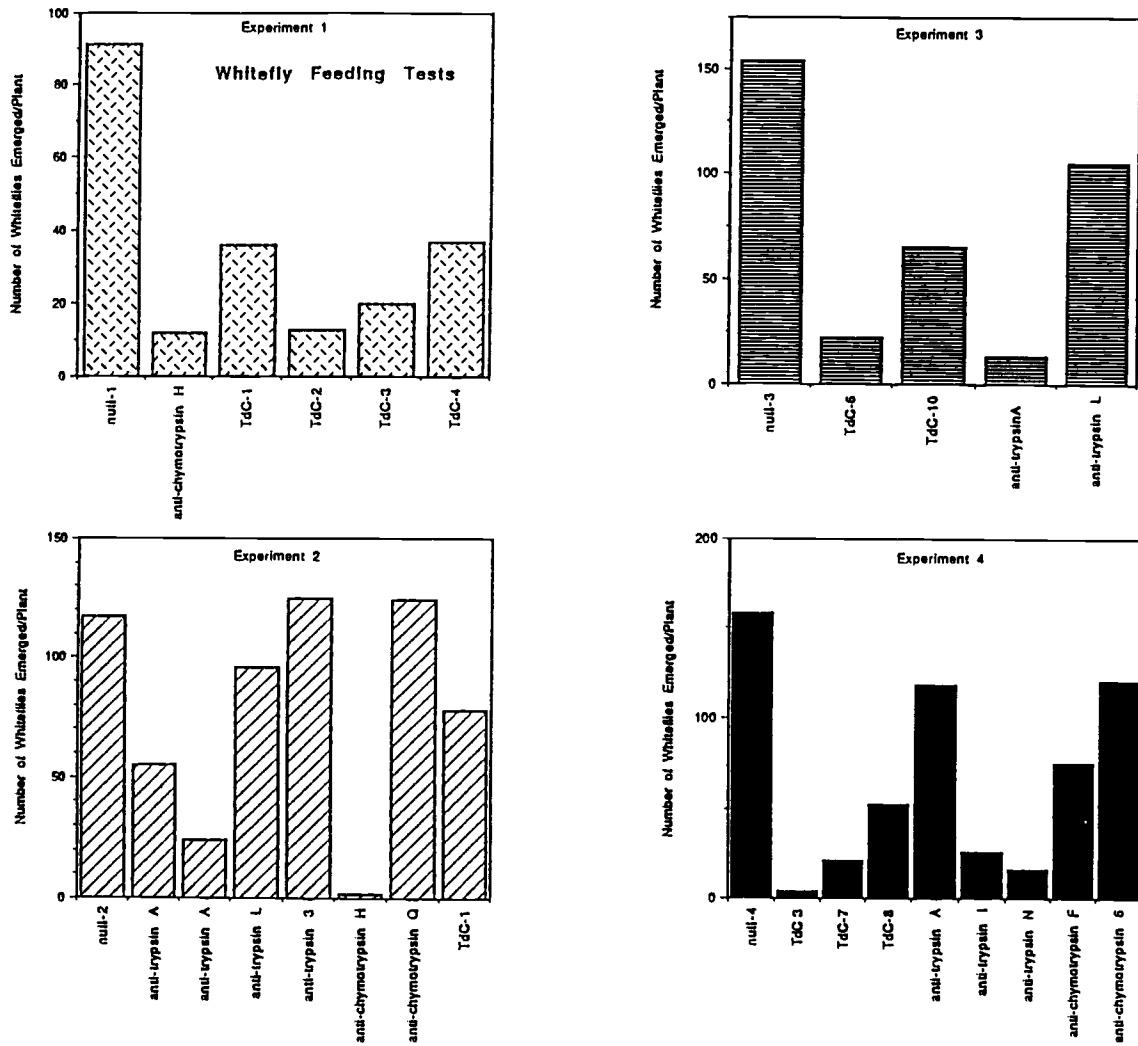 Experiment 1
Whitefly Feeding Tests
Number of Whiteflies Emerged/Plant
100
80
60
40
20
0
null-1
anti-chymotrypsin H
TdC-1
TdC-2
TdC-3
TdC-4
Experiment 3
Number of Whiteflies Emerged/Plant
150
100
50
0
null-3
TdC-6
TdC-10
anti-trypsinA
anti-trypsin L
Experiment 2
Number of Whiteflies Emerged/Plant
150
100
50
0
null-2
anti-trypsin A
anti-trypsin A
anti-trypsin L
anti-trypsin 3
anti-chymotrypsin H
anti-chymotrypsin Q
TdC-1
Experiment 4
Number of Whiteflies Emerged/Plant
200
100
0
null-4
TdC 3
TdC-7
TdC-8
anti-trypsin A
anti-trypsin I
anti-trypsin N
anti-chymotrypsin F
anti-chymotrypsin 6